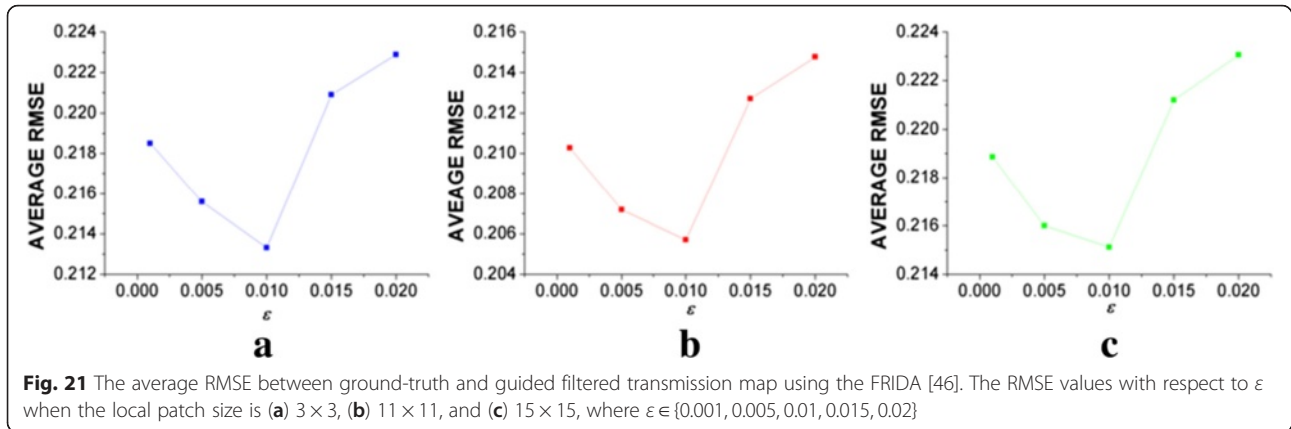 0.224
0.222
0.220
0.218
0.216
0.214
0.212
AVERAGE RMSE
0.000 0.005 0.010 0.015 0.020
ε
a
0.216
0.214
0.212
0.210
0.208
0.206
0.204
AVEAGE RMSE
0.000 0.005 0.010 0.015 0.020
ε
b
0.224
0.222
0.220
0.218
0.216
0.214
AVERAGE RMSE
0.000 0.005 0.010 0.015 0.020
ε
c
Fig. 21 The average RMSE between ground-truth and guided filtered transmission map using the FRIDA [46]. The RMSE values with respect to ε
when the local patch size is (a) 3 × 3, (b) 11 × 11, and (c) 15 × 15, where ε ∈ {0.001, 0.005, 0.01, 0.015, 0.02}